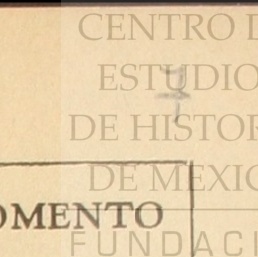 CENTRO D
ESTUDIO
DE HISTOR
DE MEXIC
OMENTO
FUNDACI